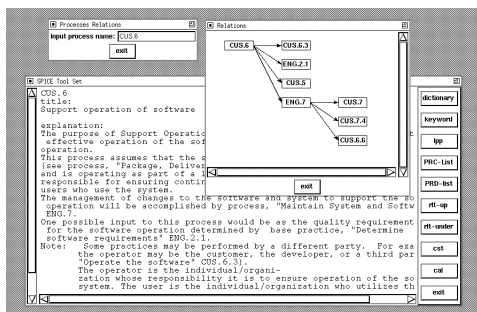 Processes Relations
Input process name: CUS.6
exit
Relations
CUS.6
CUS.6.3
ENG.2.1
CUS.5
ENG.7
CUS.7
CUS.7.4
CUS.6.6
exit
SPICE Tool Set
CUS.6
title:
Support operation of software
explanation:
The purpose of Support Operatio
effective operation of the sof
operation.
This process assumes that the s
(see process, "Package, Deliver
and is operating as part of a l
responsible for ensuring contin
users who use the system.
The management of changes to the software and system to support the so
operation will be accomplished by process, "Maintain System and Softw
ENG.7.
One possible input to this process would be as the quality requirement
for the software operation determined by base practice, "Determine
software requirements" ENG.2.1.
Note: Some practices may be performed by a different party. For exa
the operator may be the customer, the developer, or a third par
"Operate the software" CUS.6.3).
The operator is the individual/organi-
zation whose responsibility it is to ensure operation of the so
system. The user is the individual/organization who utilizes th
dictionary
keyword
lpp
PRC-List
PRD-list
rlt-up
rlt-under
cst
cal
exit